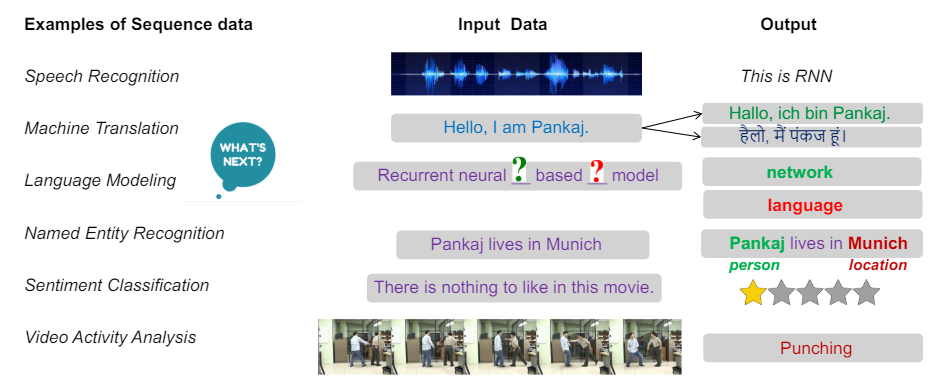 Examples of Sequence data Input Data Output
Speech Recognition This is RNN
Machine Translation Hello, I am Pankaj. Hallo, ich bin Pankaj.
हैलो, मैं पंकज हूं।
WHAT'S
NEXT?
Language Modeling Recurrent neural ? based ? model network
language
Named Entity Recognition Pankaj lives in Munich Pankaj lives in Munich
person location
Sentiment Classification There is nothing to like in this movie.
Video Activity Analysis Punching